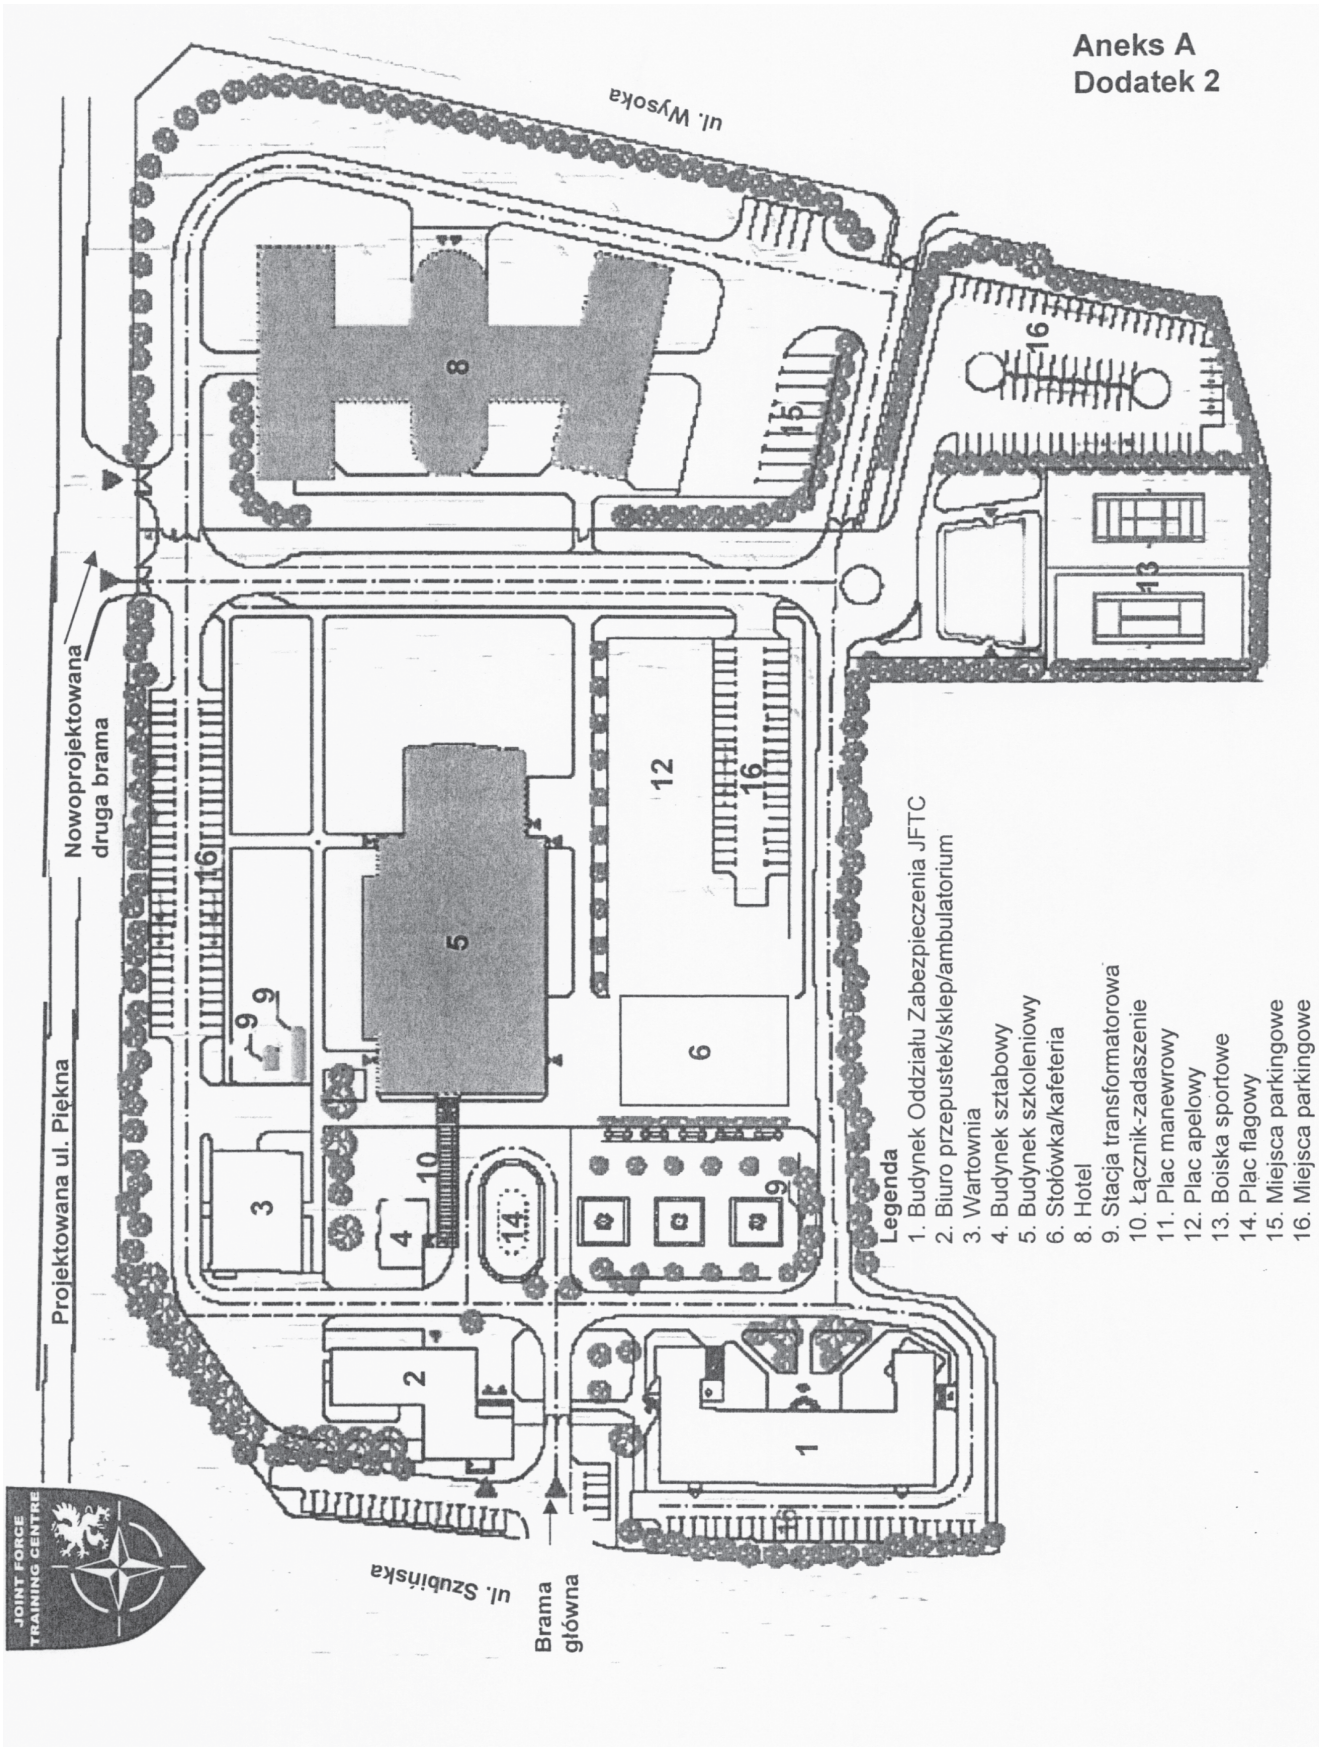 Aneks A
Dodatek 2
JOINT FORCE
TRAINING CENTRE
Projektowana ul. Piękna
Nowoprojektowana
druga brama
ul. Wysoka
ul. Szubińska
Brama
główna
1
2
3
4
5
6
8
9
9
9
10
12
13
14
15
16
16
16
Legenda
1. Budynek Oddziału Zabezpieczenia JFTC
2. Biuro przepustek/sklep/ambulatorium
3. Wartownia
4. Budynek sztabowy
5. Budynek szkoleniowy
6. Stołówka/kafeteria
8. Hotel
9. Stacja transformatorowa
10. Łącznik-zadaszenie
11. Plac manewrowy
12. Plac apelowy
13. Boiska sportowe
14. Plac flagowy
15. Miejsca parkingowe
16. Miejsca parkingowe